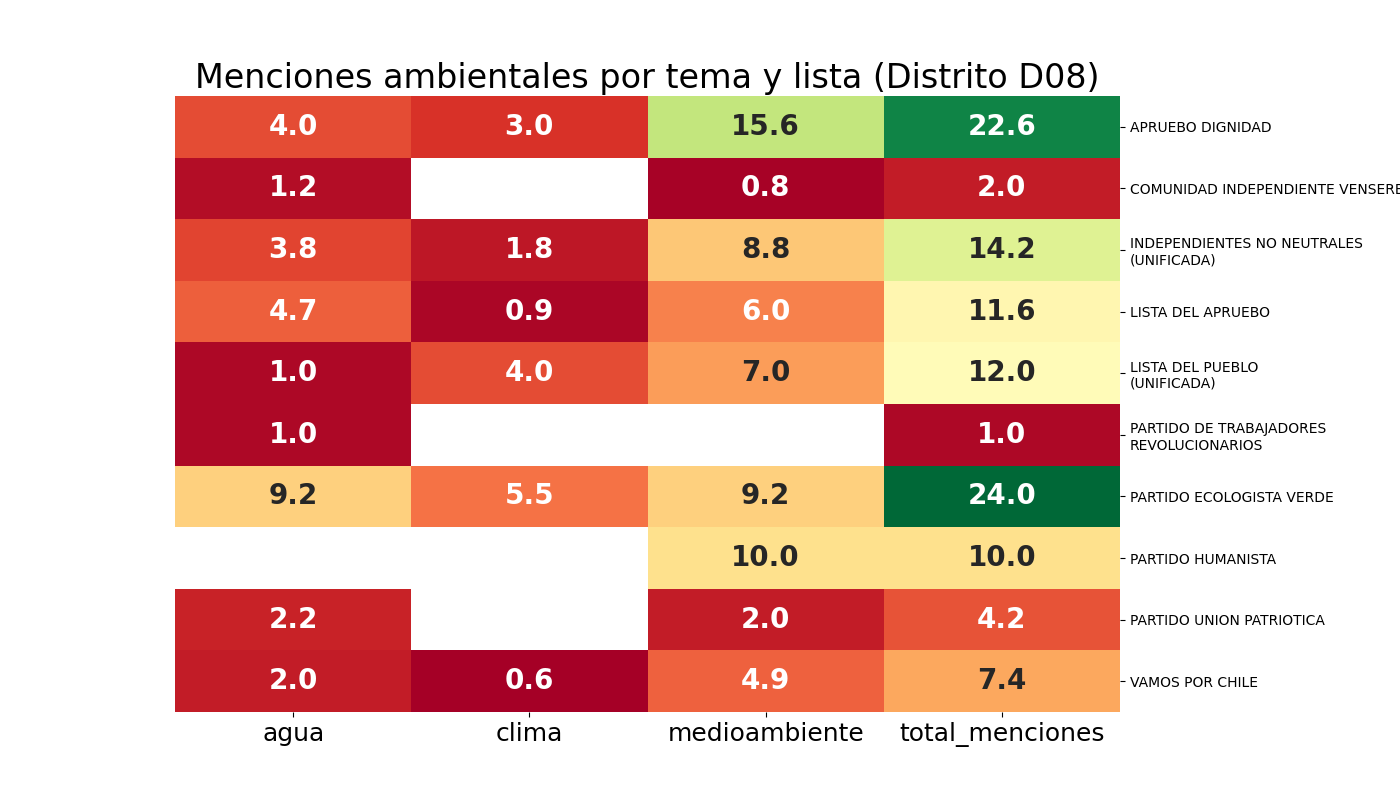 Menciones ambientales por tema y lista (Distrito D08)
4.0 3.0 15.6 22.6 APRUEBO DIGNIDAD
1.2 0.8 2.0 COMUNIDAD INDEPENDIENTE VENSERE
3.8 1.8 8.8 14.2 INDEPENDIENTES NO NEUTRALES
(UNIFICADA)
4.7 0.9 6.0 11.6 LISTA DEL APRUEBO
1.0 4.0 7.0 12.0 LISTA DEL PUEBLO
(UNIFICADA)
1.0 1.0 PARTIDO DE TRABAJADORES
REVOLUCIONARIOS
9.2 5.5 9.2 24.0 PARTIDO ECOLOGISTA VERDE
10.0 10.0 PARTIDO HUMANISTA
2.2 2.0 4.2 PARTIDO UNION PATRIOTICA
2.0 0.6 4.9 7.4 VAMOS POR CHILE
agua clima medioambiente total_menciones